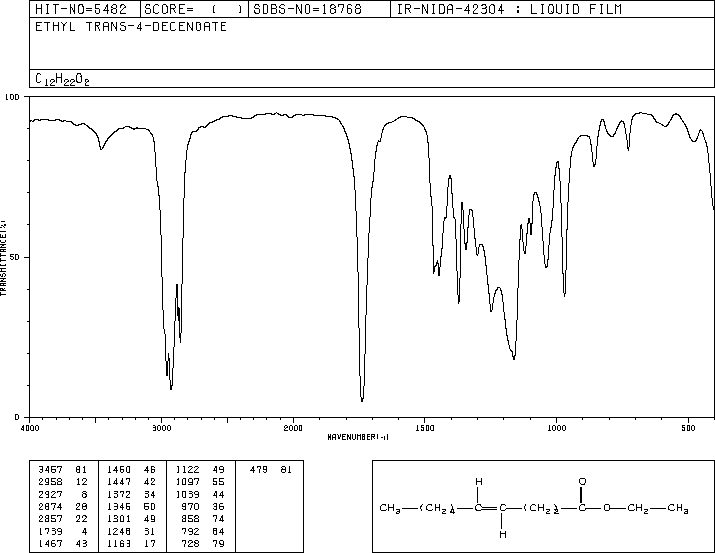 HIT-NO=5482 SCORE= ( ) SDBS-NO=18768 IR-NIDA-42304 : LIQUID FILM
ETHYL TRANS-4-DECENOATE
C12H22O2
100
50
0
TRANSMITTANCE(%)
4000 3000 2000 1500 1000 500
WAVENUMBER(-1)
3467 81 1460 46 1122 49 479 81
2958 12 1447 42 1097 55
2927 8 1372 34 1039 44
2874 28 1346 60 970 36
2857 22 1301 49 858 74
1739 4 1248 31 792 84
1467 43 1163 17 728 79
H O
CH3—(CH2)4—C=C—(CH2)2—C—O—CH2—CH3
H